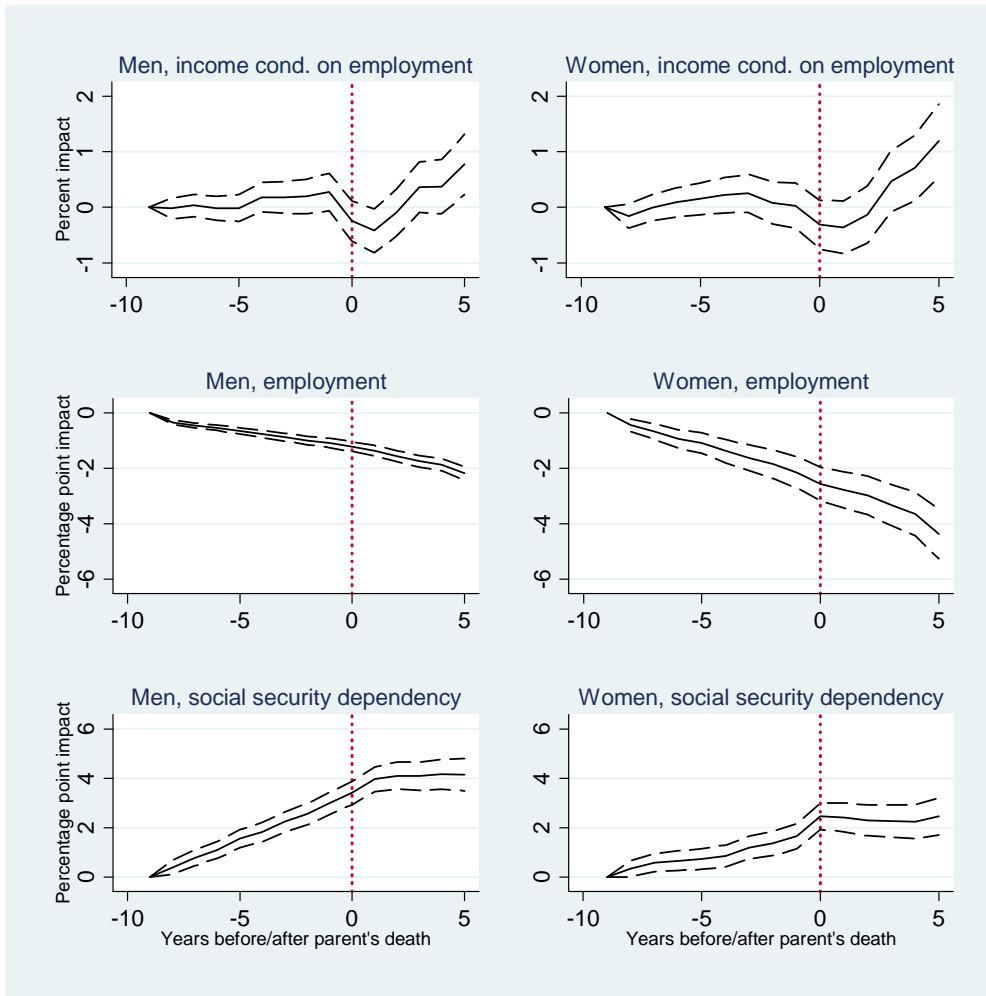 Men, income cond. on employment
Percent impact
2
1
0
-1
-10 -5 0 5
Women, income cond. on employment
2
1
0
-1
-10 -5 0 5
Men, employment
Percentage point impact
0
-2
-4
-6
-10 -5 0 5
Women, employment
0
-2
-4
-6
-10 -5 0 5
Men, social security dependency
Percentage point impact
6
4
2
0
-10 -5 0 5
Years before/after parent's death
Women, social security dependency
6
4
2
0
-10 -5 0 5
Years before/after parent's death